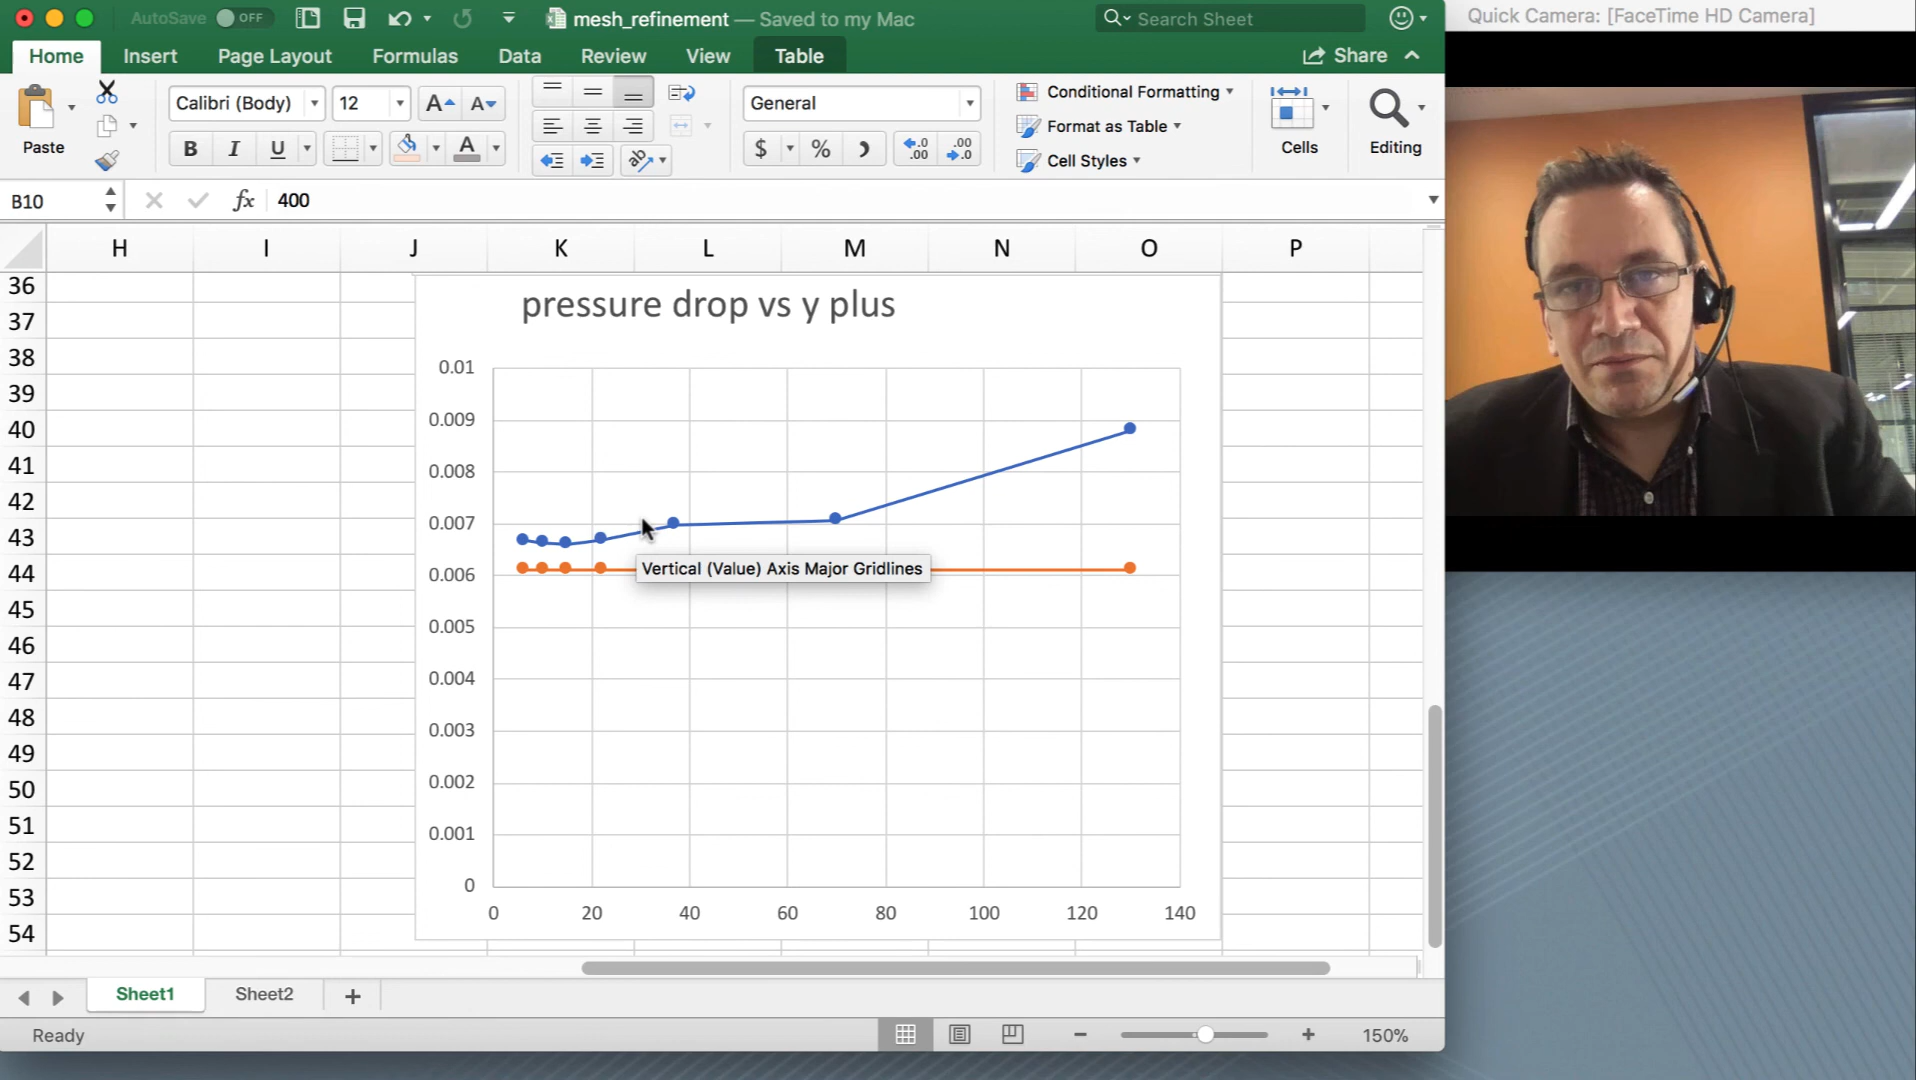 AutoSave OFF
mesh_refinement — Saved to my Mac
Search Sheet
Quick Camera: [FaceTime HD Camera]
Home Insert Page Layout Formulas Data Review View Table
Share
Paste
Calibri (Body) 12
A A
General
Conditional Formatting
Format as Table
Cell Styles
Cells
Editing
B I U A
ab
$ % )
.0 .00
.00 .0
B10
fx 400
H I J K L M N O P
36
37
38
39
40
41
42
43
44
45
46
47
48
49
50
51
52
53
54
pressure drop vs y plus
0.01
0.009
0.008
0.007
0.006
0.005
0.004
0.003
0.002
0.001
0
Vertical (Value) Axis Major Gridlines
0 20 40 60 80 100 120 140
Sheet1 Sheet2 +
Ready
150%